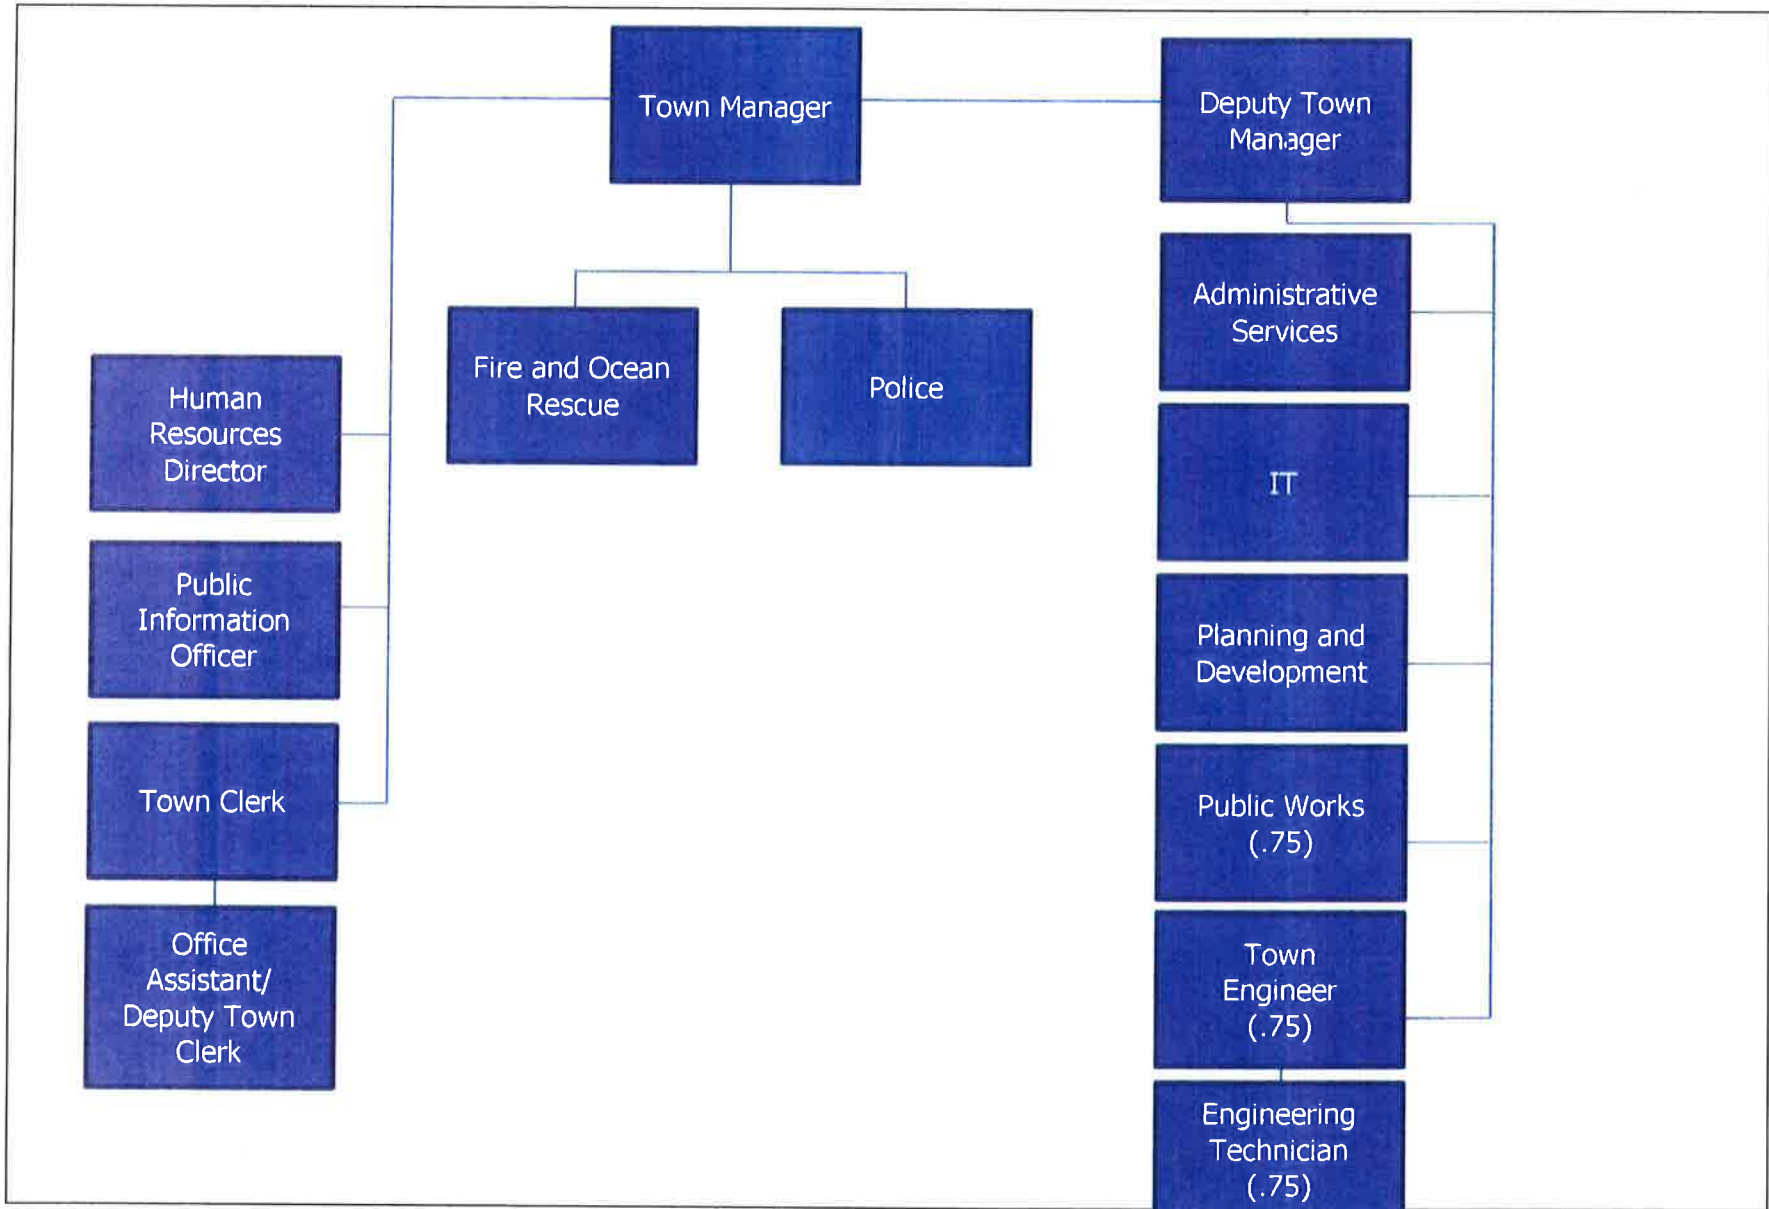 Town Manager
Deputy Town
Manager
Administrative
Services
Fire and Ocean
Rescue
Police
Human
Resources
Director
IT
Public
Information
Officer
Planning and
Development
Town Clerk
Public Works
(.75)
Office
Assistant/
Deputy Town
Clerk
Town
Engineer
(.75)
Engineering
Technician
(.75)